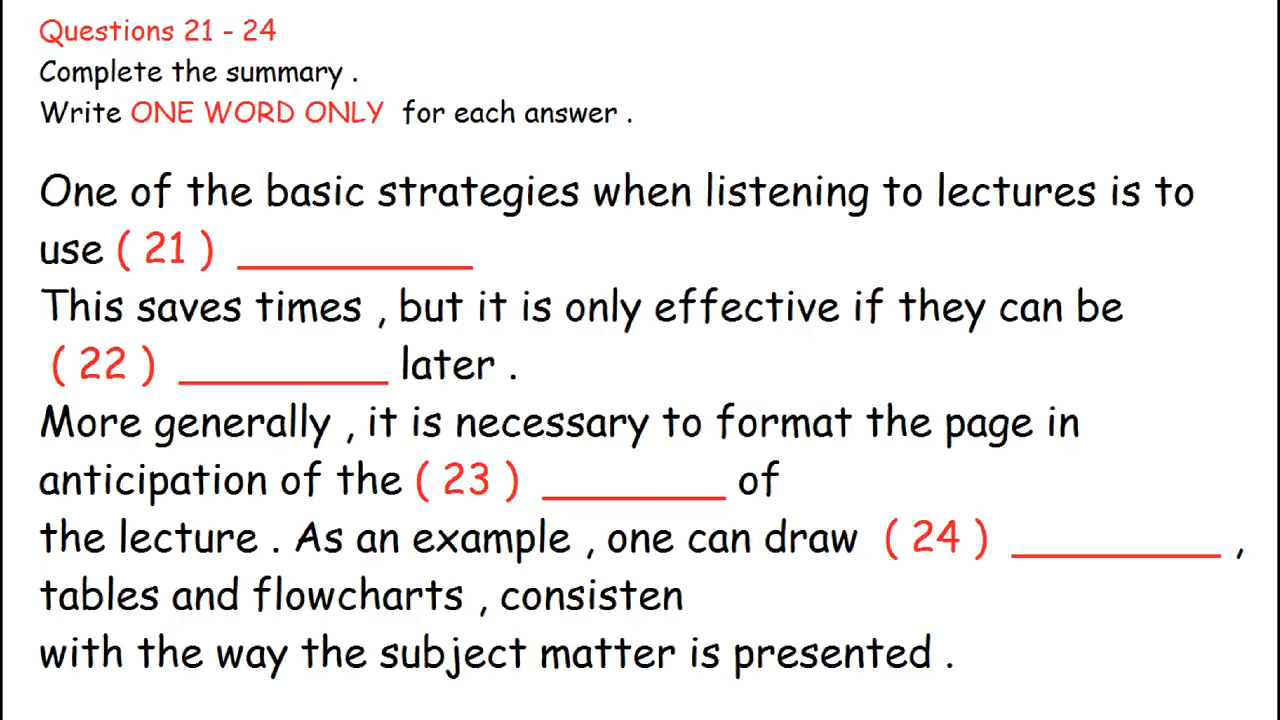 Questions 21 - 24
Complete the summary .
Write ONE WORD ONLY for each answer .
One of the basic strategies when listening to lectures is to
use ( 21 ) __________
This saves times , but it is only effective if they can be
( 22 ) _________ later .
More generally , it is necessary to format the page in
anticipation of the ( 23 ) ________ of
the lecture . As an example , one can draw ( 24 ) _________ ,
tables and flowcharts , consisten
with the way the subject matter is presented .